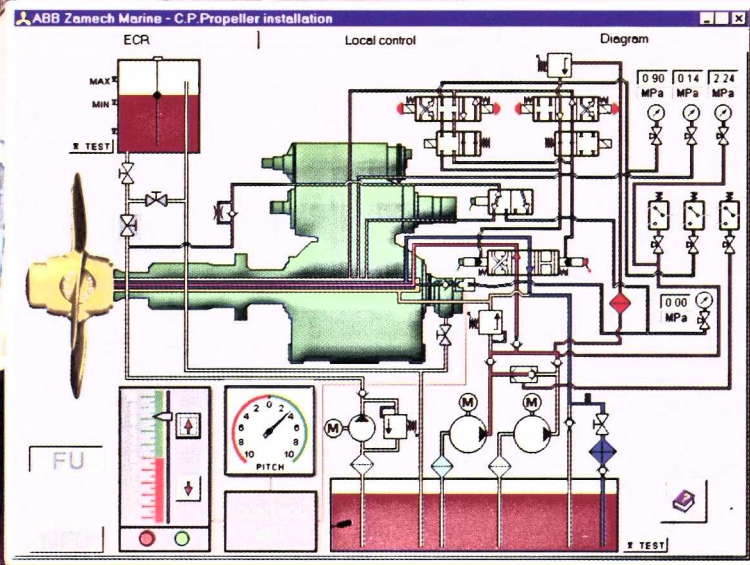 ABB Zamech Marine - C.P.Propeller installation
ECR
Local control
Diagram
MAX
MIN
TEST
0.90 MPa
0.14 MPa
2.24 MPa
0.00 MPa
M
M
M
FU
2 0 2
4 4
6 6
8 8
10 10
PITCH
TEST